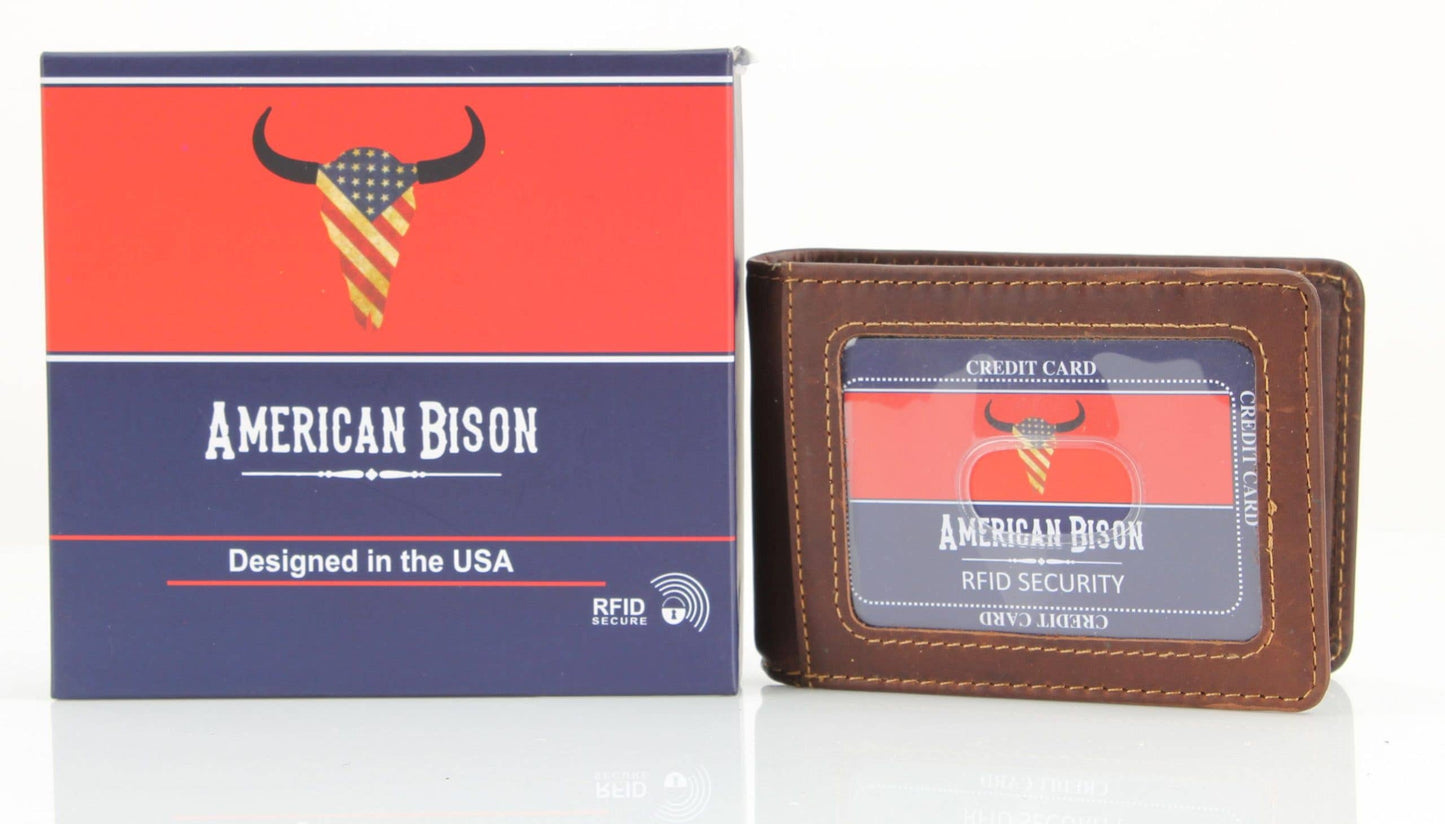 AMERICAN BISON
Designed in the USA
RFID
SECURE
CREDIT CARD
CREDIT CARD
AMERICAN BISON
RFID SECURITY
CREDIT CARD